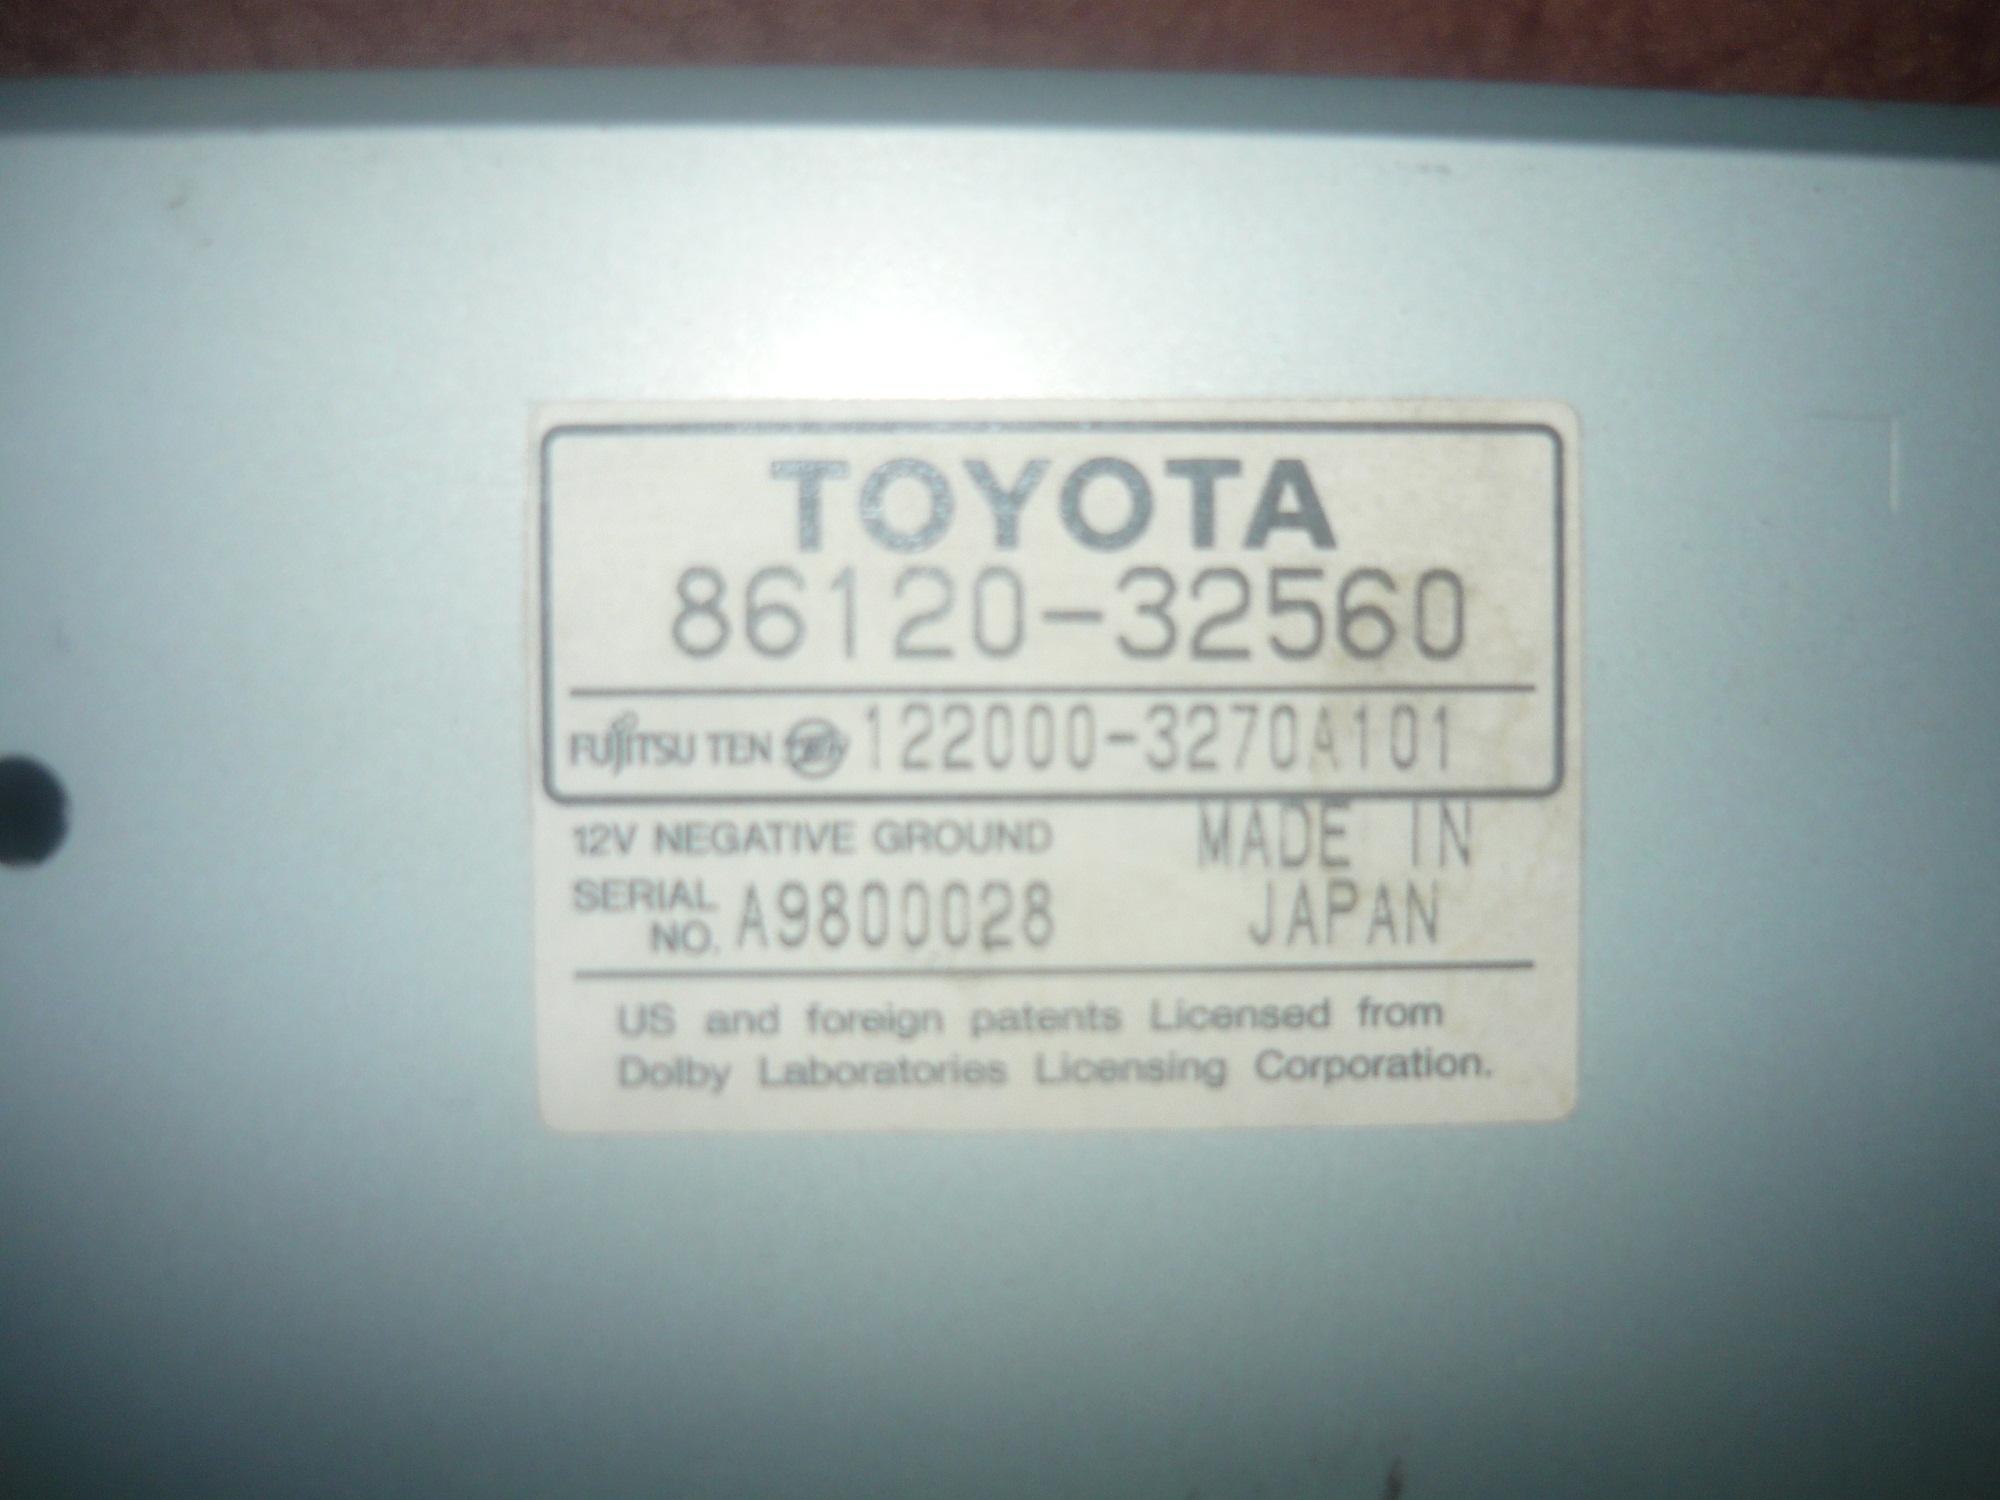 TOYOTA
86120-32560
FUJITSU TEN TEN 122000-3270A101
12V NEGATIVE GROUND
SERIAL NO. A9800028
MADE IN
JAPAN
US and foreign patents Licensed from
Dolby Laboratories Licensing Corporation.